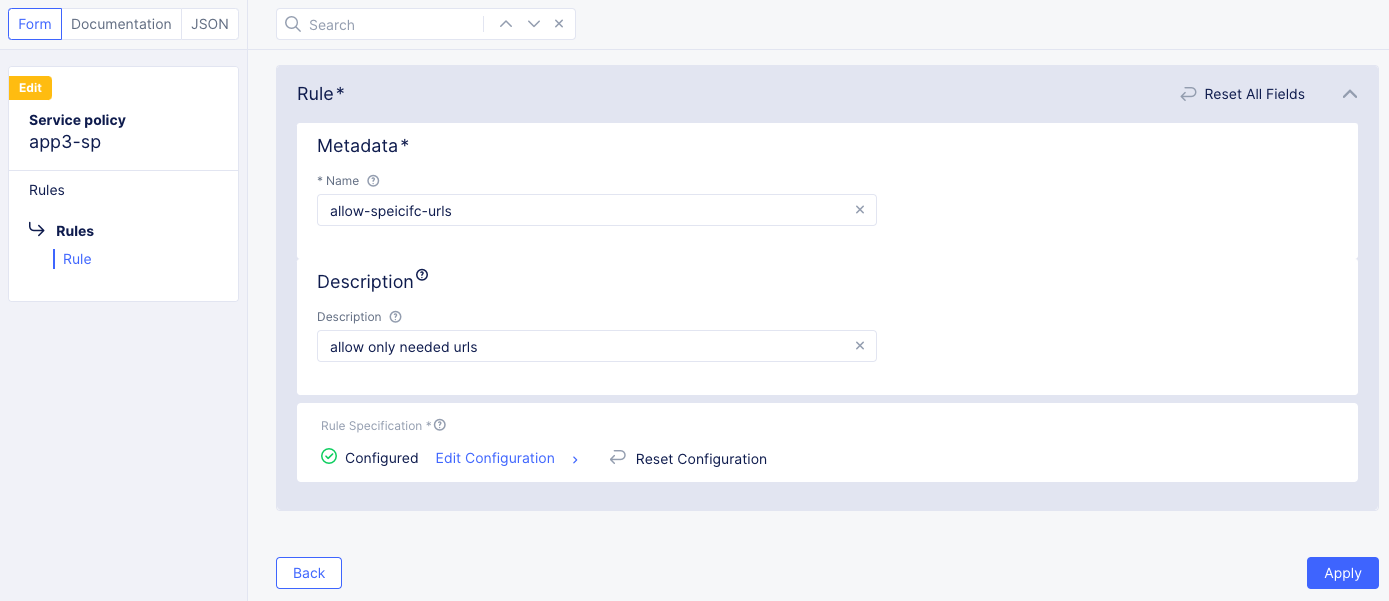 Form Documentation JSON
Search
Edit
Service policy
app3-sp
Rules
Rules
Rule
Rule*
Reset All Fields
Metadata*
* Name
allow-speicifc-urls
Description
Description
allow only needed urls
Rule Specification *
Configured Edit Configuration Reset Configuration
Back
Apply